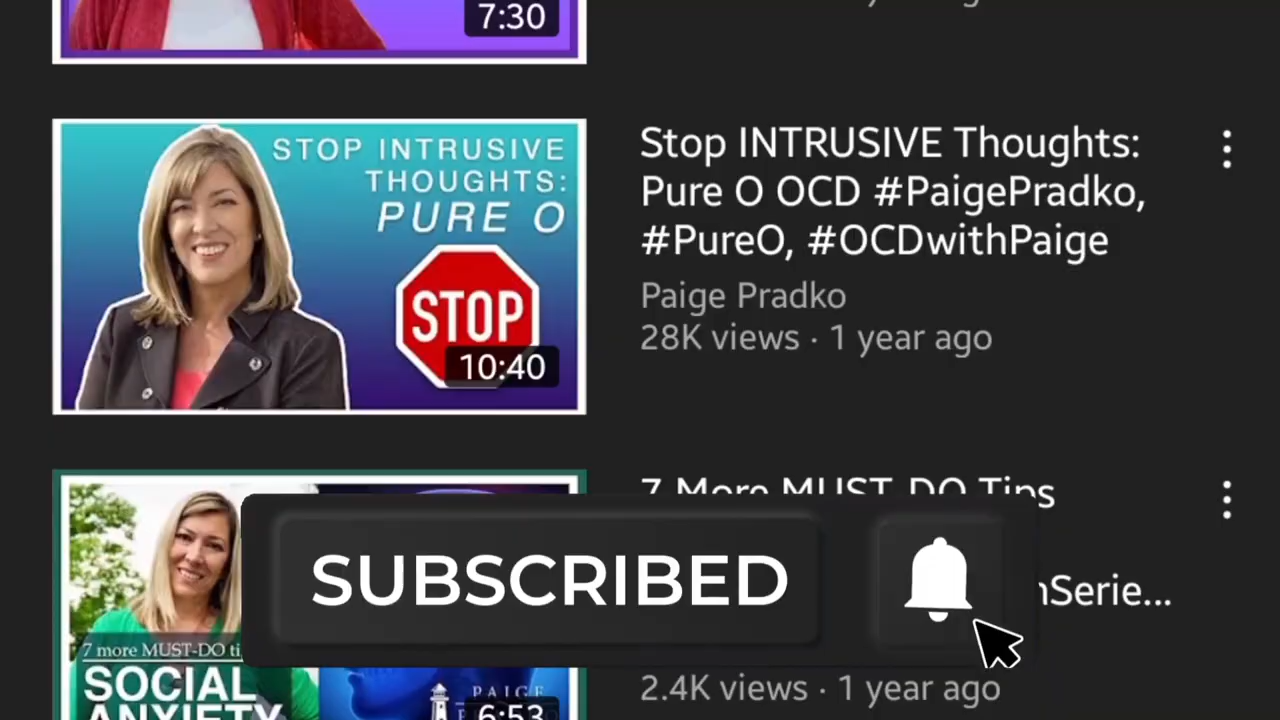 7:30
STOP INTRUSIVE
THOUGHTS:
PURE O
STOP
10:40
Stop INTRUSIVE Thoughts:
Pure O OCD #PaigePradko,
#PureO, #OCDwithPaige
Paige Pradko
28K views · 1 year ago
7 More MUST DO Tips
SUBSCRIBED
7 more MUST-DO
SOCIAL
ANXIETY
PAIGE
6:53
2.4K views · 1 year ago